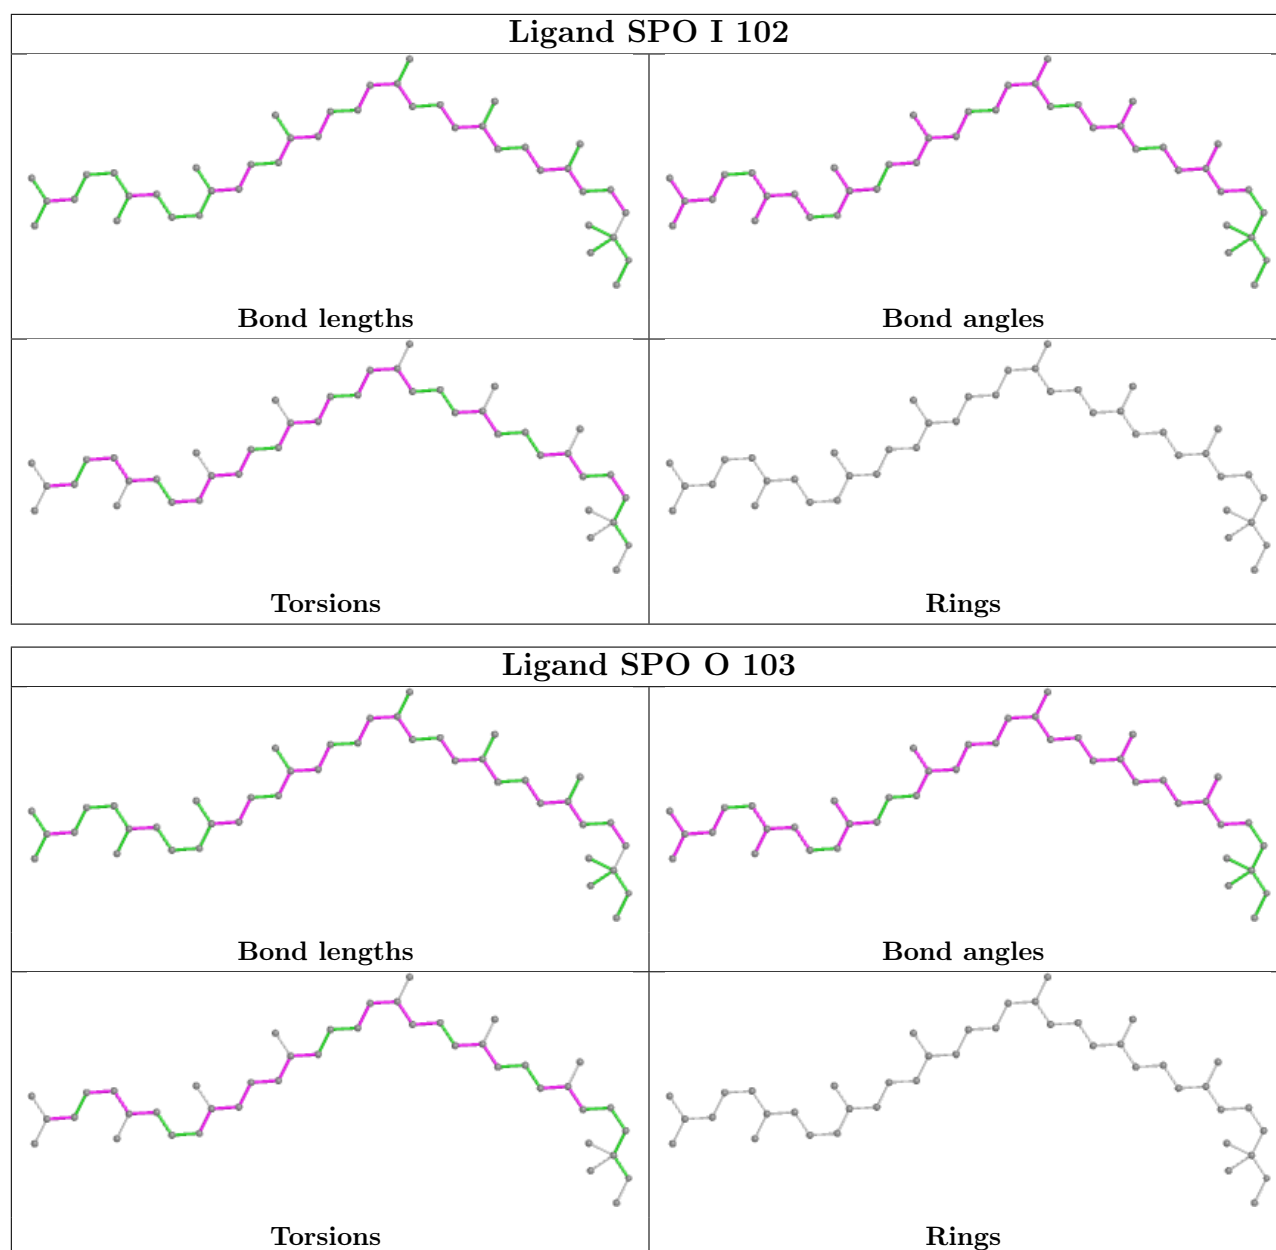 Ligand SPO I 102
Bond lengths
Bond angles
Torsions
Rings
Ligand SPO O 103
Bond lengths
Bond angles
Torsions
Rings